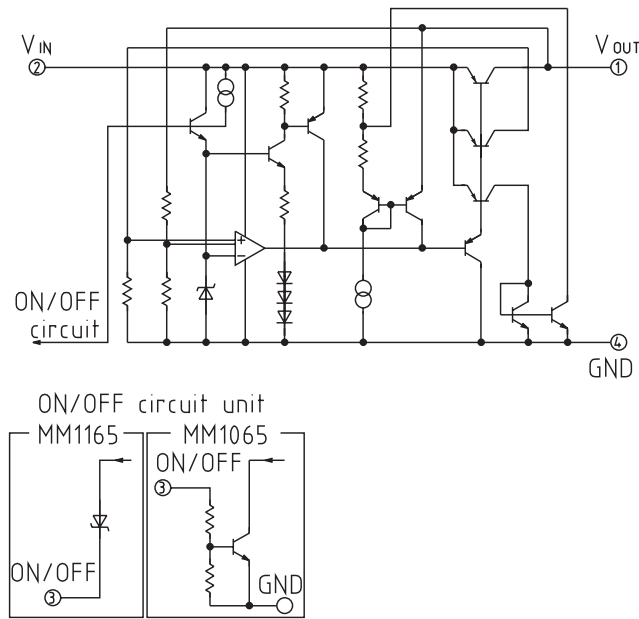 VIN
VOUT
2
1
+
−
ON/OFF
circuit
4
GND
ON/OFF circuit unit
MM1165
MM1065
ON/OFF
3
ON/OFF
3
GND